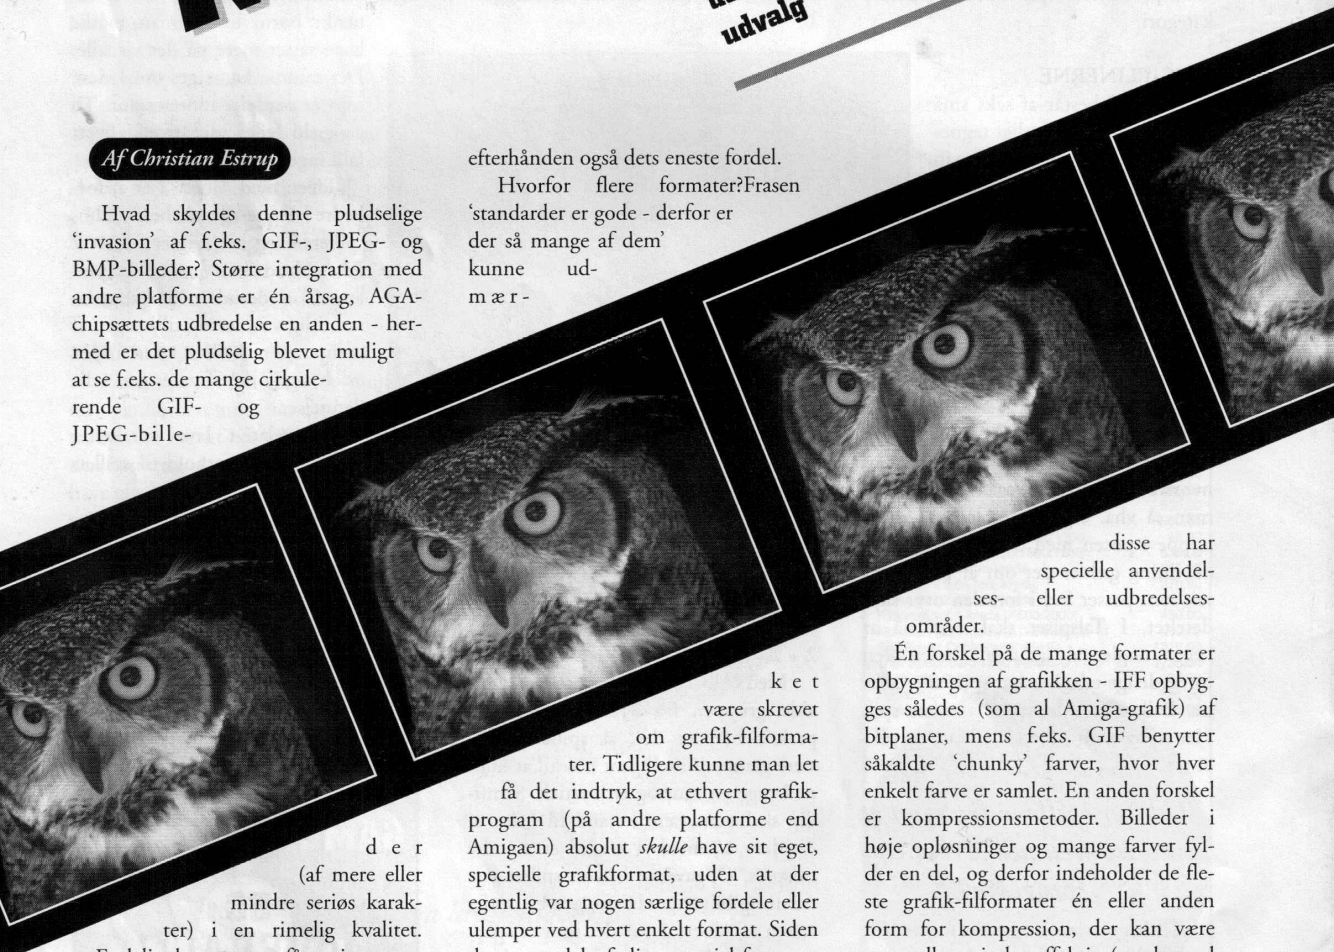 udvalg
Af Christian Estrup
Hvad skyldes denne pludselige
‘invasion’ af f.eks. GIF-, JPEG- og
BMP-billeder? Større integration med
andre platforme er én årsag, AGA-
chipsættets udbredelse en anden - her-
med er det pludselig blevet muligt
at se f.eks. de mange cirkule-
rende GIF- og
JPEG-bille-
der
(af mere eller
mindre seriøs karak-
ter) i en rimelig kvalitet.
efterhånden også dets eneste fordel.
Hvorfor flere formater?Frasen
‘standarder er gode - derfor er
der så mange af dem’
kunne ud-
mær-
ket
være skrevet
om grafik-filforma-
ter. Tidligere kunne man let
få det indtryk, at ethvert grafik-
program (på andre platforme end
Amigaen) absolut skulle have sit eget,
specielle grafikformat, uden at der
egentlig var nogen særlige fordele eller
ulemper ved hvert enkelt format. Siden
disse har
specielle anvendel-
ses- eller udbredelses-
områder.
Én forskel på de mange formater er
opbygningen af grafikken - IFF opbyg-
ges således (som al Amiga-grafik) af
bitplaner, mens f.eks. GIF benytter
såkaldte ‘chunky’ farver, hvor hver
enkelt farve er samlet. En anden forskel
er kompressionsmetoder. Billeder i
høje opløsninger og mange farver fyl-
der en del, og derfor indeholder de fle-
ste grafik-filformater én eller anden
form for kompression, der kan være